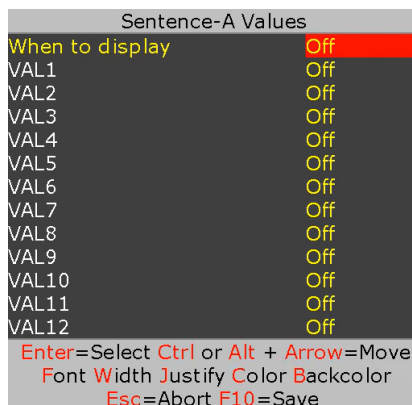 Sentence-A Values
When to display Off
VAL1 Off
VAL2 Off
VAL3 Off
VAL4 Off
VAL5 Off
VAL6 Off
VAL7 Off
VAL8 Off
VAL9 Off
VAL10 Off
VAL11 Off
VAL12 Off
Enter=Select Ctrl or Alt + Arrow=Move
Font Width Justify Color Backcolor
Esc=Abort F10=Save